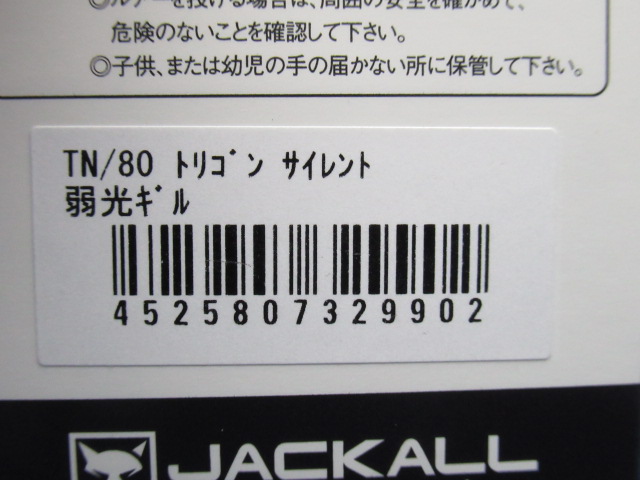 ◎ルアーを投げる場合は、周囲の安全を確かめて、
危険のないことを確認して下さい。
◎子供、または幼児の手の届かない所に保管して下さい。
TN/80 ﾄﾘｺﾞﾝ ｻｲﾚﾝﾄ
弱光ｷﾞﾙ
4525807329902
JACKALL